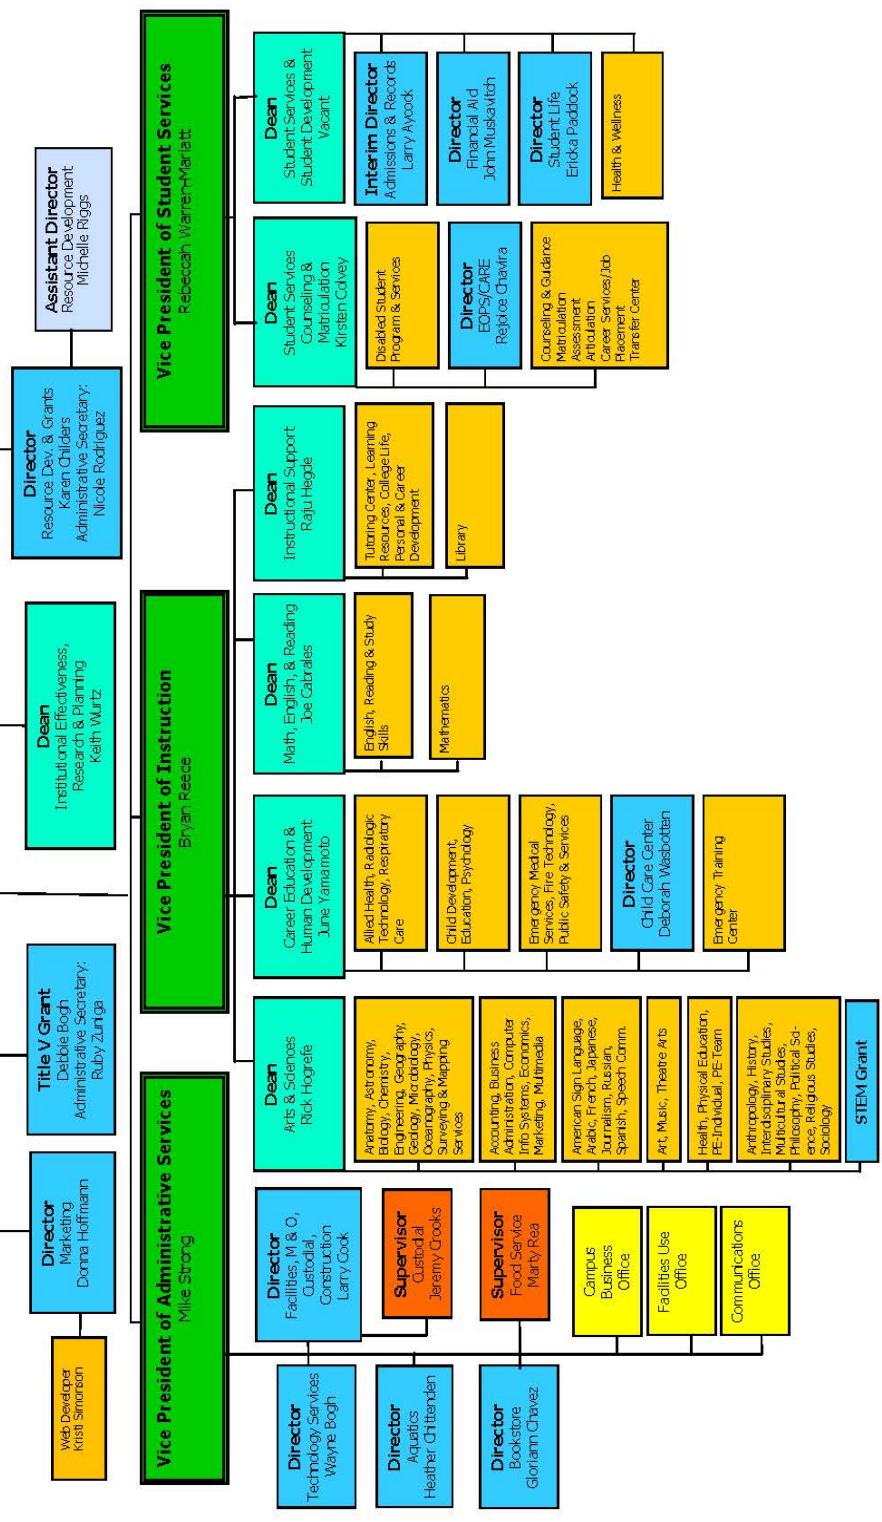 Web Developer
Kristi Simonson
Director
Marketing
Donna Hoffmann
Title V Grant
Debbie Bogh
Administrative Secretary:
Ruby Zuniga
Dean
Institutional Effectiveness,
Research & Planning
Keith Wurtz
Director
Resource Dev. & Grants
Karen Childers
Administrative Secretary:
Nicole Rodriguez
Assistant Director
Resource Development
Michelle Riggs
Vice President of Administrative Services
Mike Strong
Director
Technology Services
Wayne Bogh
Director
Aquatics
Heather Chittenden
Director
Bookstore
Gloriann Chavez
Director
Facilities, M & O,
Custodial,
Construction
Larry Cook
Supervisor
Custodial
Jeremy Crooks
Supervisor
Food Service
Marty Rea
Campus
Business
Office
Facilities Use
Office
Communications
Office
Vice President of Instruction
Bryan Reece
Dean
Arts & Sciences
Rick Hogrefe
Anatomy, Astronomy,
Biology, Chemistry,
Engineering, Geography,
Geology, Microbiology,
Oceanography, Physics,
Surveying & Mapping
Services
Accounting, Business
Administration, Computer
Info Systems, Economics,
Marketing, Multimedia
American Sign Language,
Arabic, French, Japanese,
Journalism, Russian,
Spanish, Speech Comm.
Art, Music, Theatre Arts
Health, Physical Education,
PE-Individual, PE-Team
Anthropology, History,
Interdisciplinary Studies,
Multicultural Studies,
Philosophy, Political Sci-
ence, Religious Studies,
Sociology
STEM Grant
Dean
Career Education &
Human Development
June Yamamoto
Allied Health, Radiologic
Technology, Respiratory
Care
Child Development,
Education, Psychology
Emergency Medical
Services, Fire Technology,
Public Safety & Services
Director
Child Care Center
Deborah Wasbotten
Emergency Training
Center
Dean
Math, English, & Reading
Joe Cabrales
English, Reading & Study
Skills
Mathematics
Dean
Instructional Support
Raju Hegde
Tutoring Center, Learning
Resources, College Life,
Personal & Career
Development
Library
Vice President of Student Services
Rebeccah Warren-Marlatt
Dean
Student Services
Counseling &
Matriculation
Kirsten Colvey
Disabled Student
Program & Services
Director
EOPS/CARE
Rejoice Chavira
Counseling & Guidance
Matriculation
Assessment
Articulation
Career Services/Job
Placement
Transfer Center
Dean
Student Services &
Student Development
Vacant
Interim Director
Admissions & Records
Larry Aycock
Director
Financial Aid
John Muskavitch
Director
Student Life
Ericka Paddock
Health & Wellness